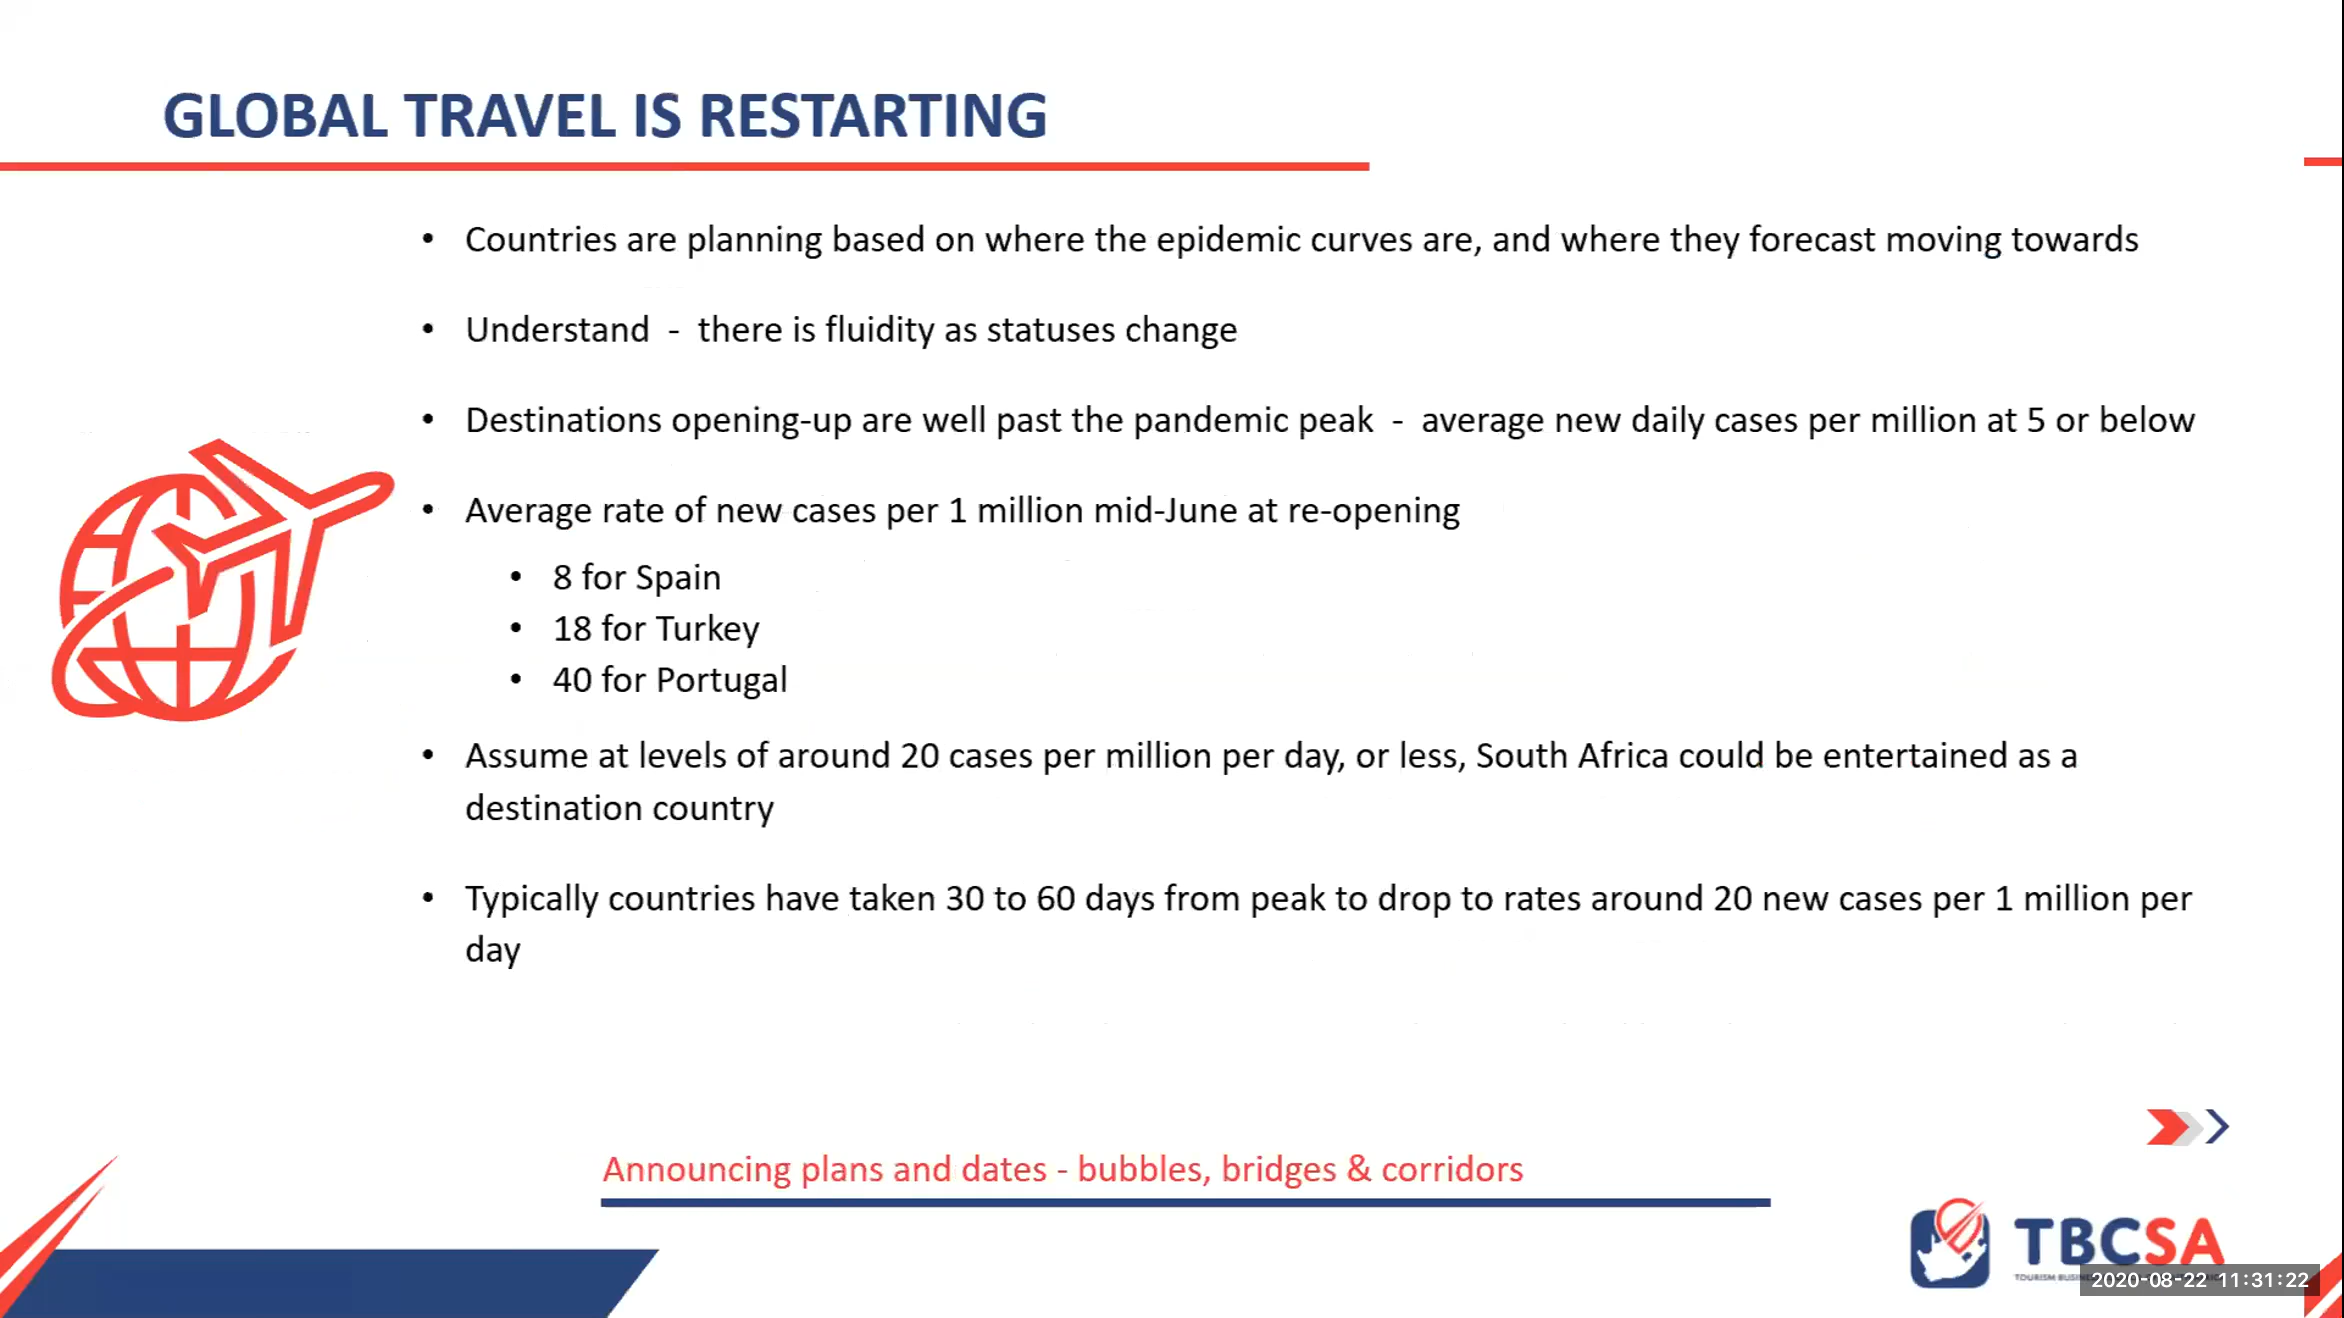 GLOBAL TRAVEL IS RESTARTING
• Countries are planning based on where the epidemic curves are, and where they forecast moving towards
• Understand - there is fluidity as statuses change
• Destinations opening-up are well past the pandemic peak - average new daily cases per million at 5 or below
• Average rate of new cases per 1 million mid-June at re-opening
• 8 for Spain
• 18 for Turkey
• 40 for Portugal
• Assume at levels of around 20 cases per million per day, or less, South Africa could be entertained as a
destination country
• Typically countries have taken 30 to 60 days from peak to drop to rates around 20 new cases per 1 million per
day
Announcing plans and dates - bubbles, bridges & corridors
TBCSA
TOURISM
2020-08-22 11:31:22